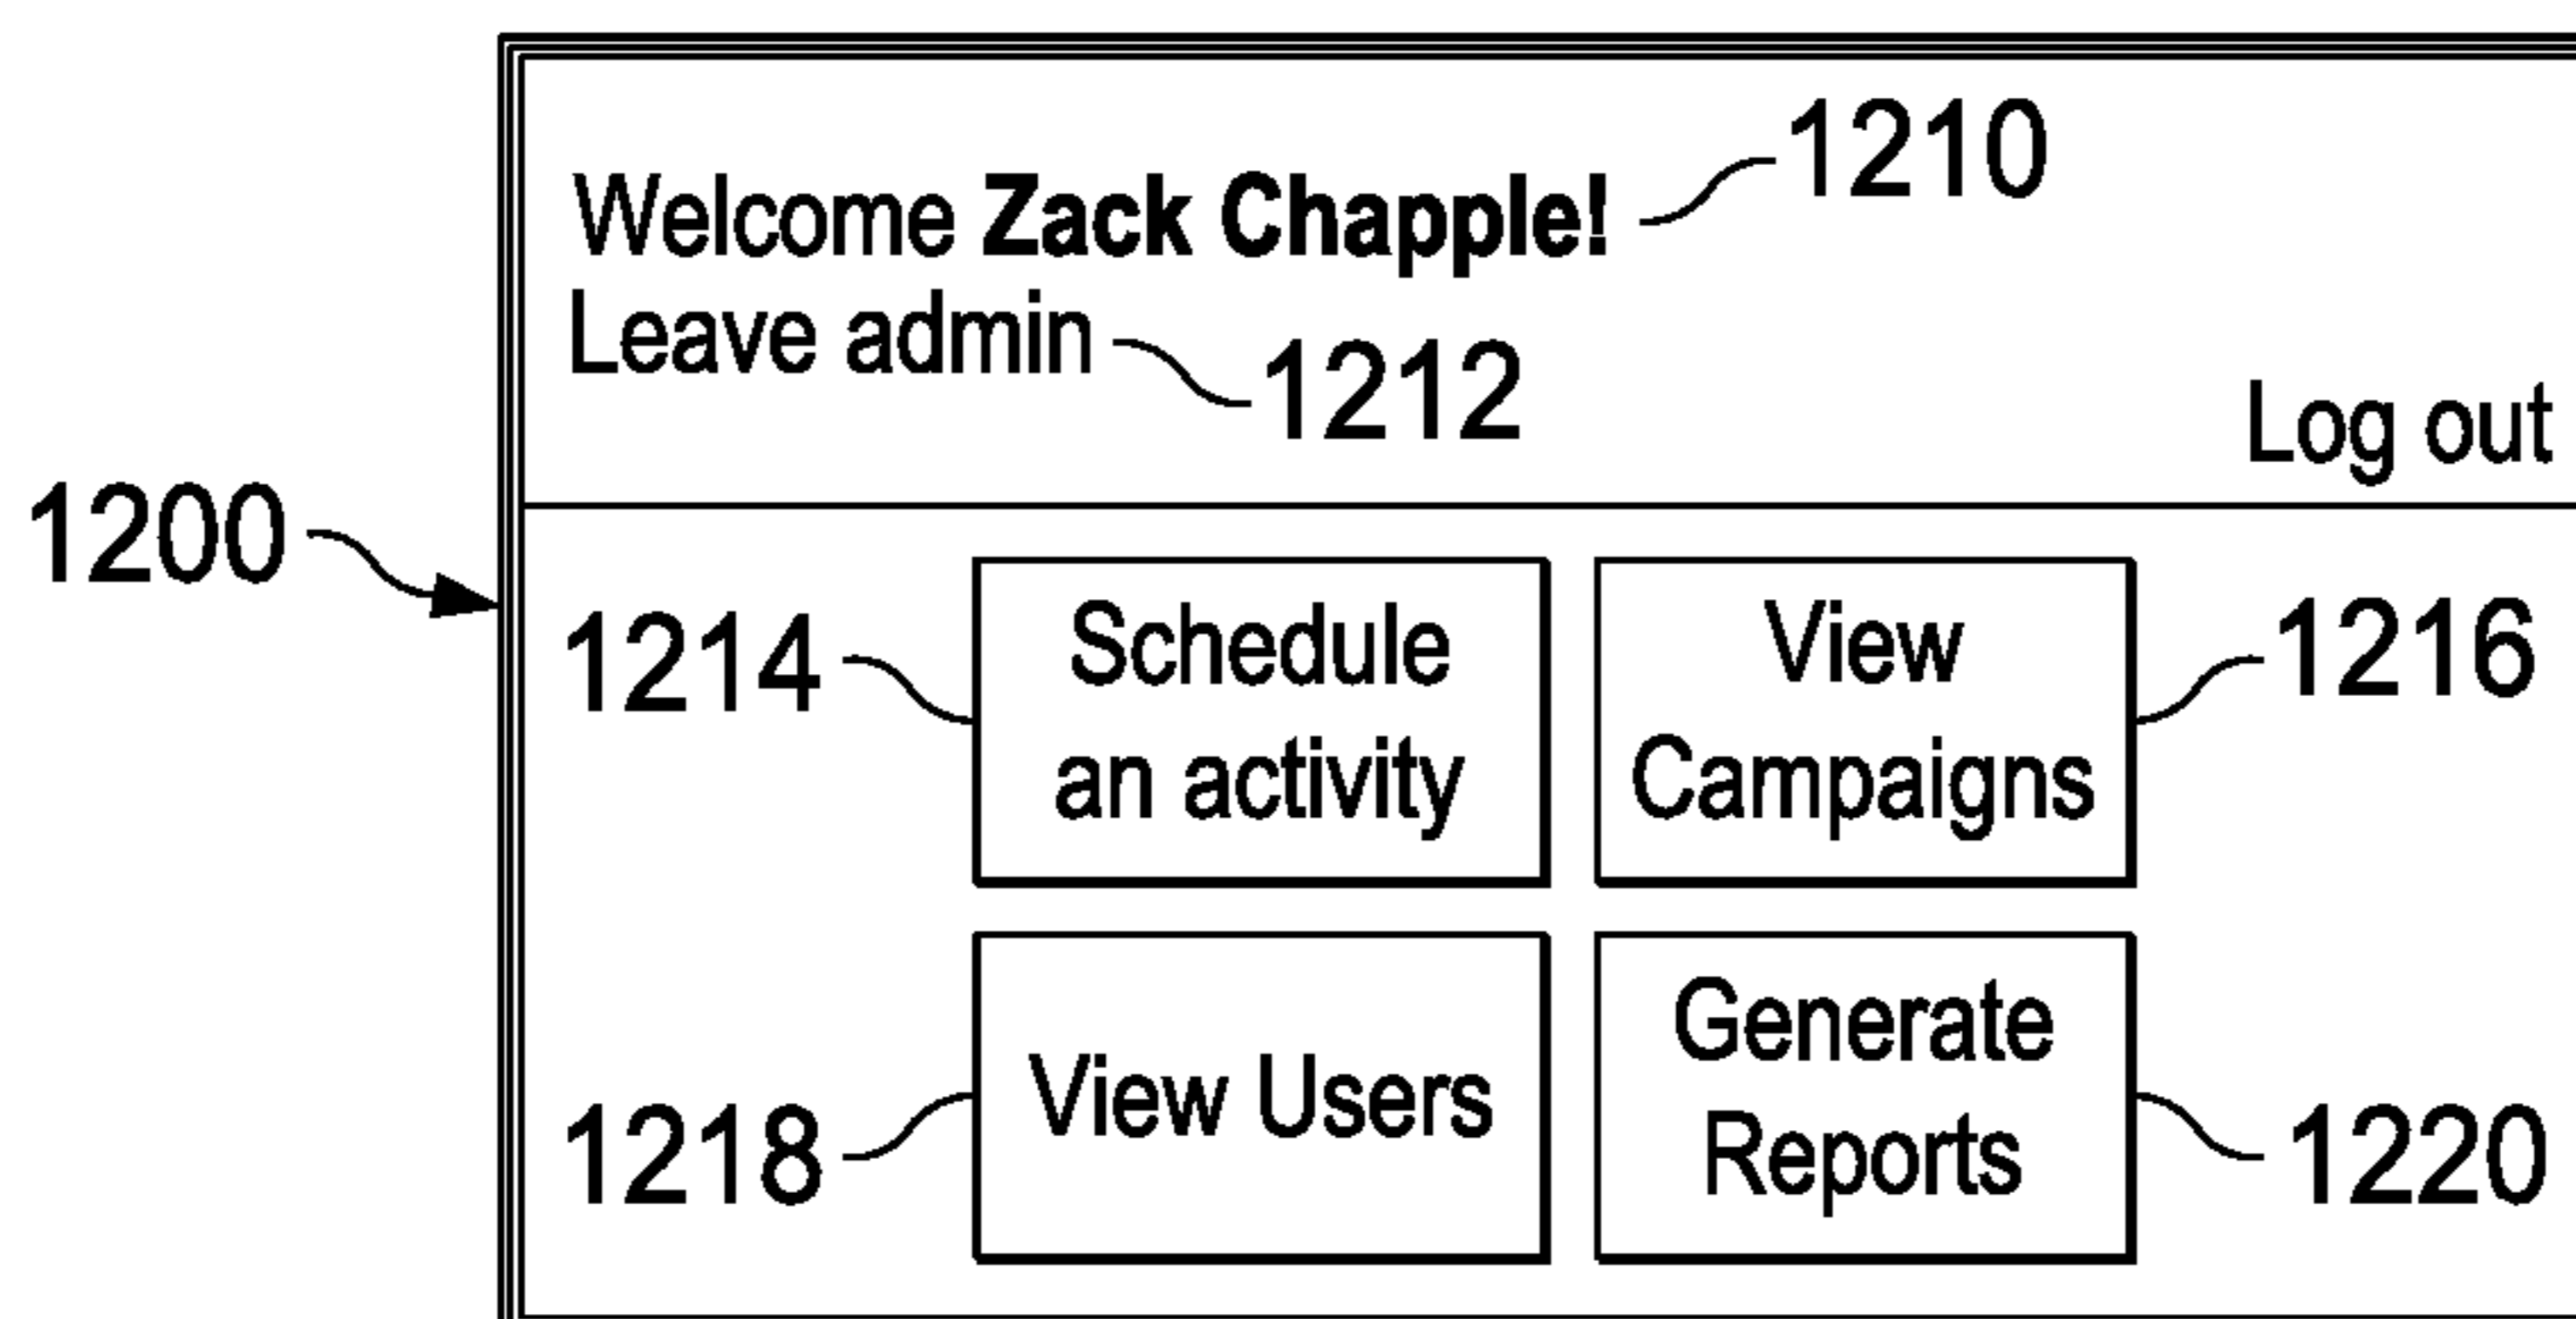 1210
Welcome Zack Chapple!
Leave admin
1212
Log out
1200
1214
Schedule
an activity
View
Campaigns
1216
1218
View Users
Generate
Reports
1220